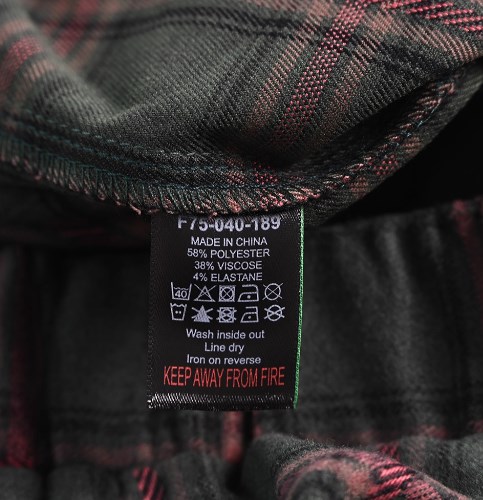 F75-040-189
MADE IN CHINA
58% POLYESTER
38% VISCOSE
4% ELASTANE
40
Wash inside out
Line dry
Iron on reverse
KEEP AWAY FROM FIRE